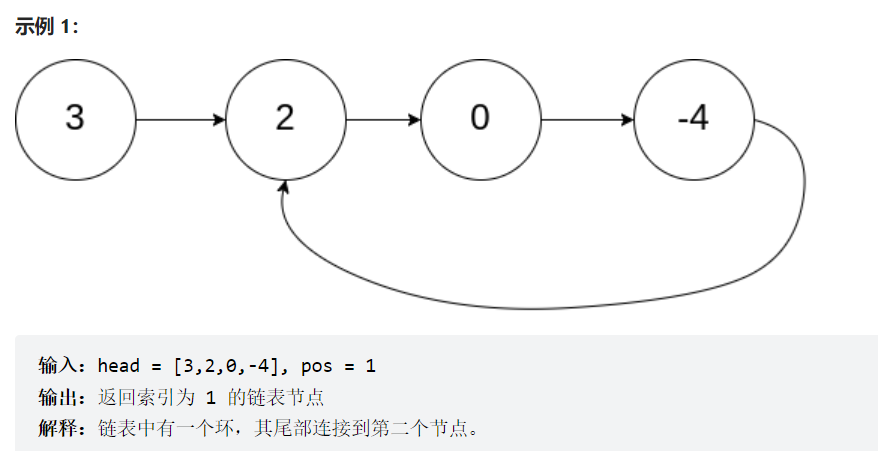 示例 1：
3 2 0 -4
输入：head = [3,2,0,-4], pos = 1
输出：返回索引为 1 的链表节点
解释：链表中有一个环，其尾部连接到第二个节点。